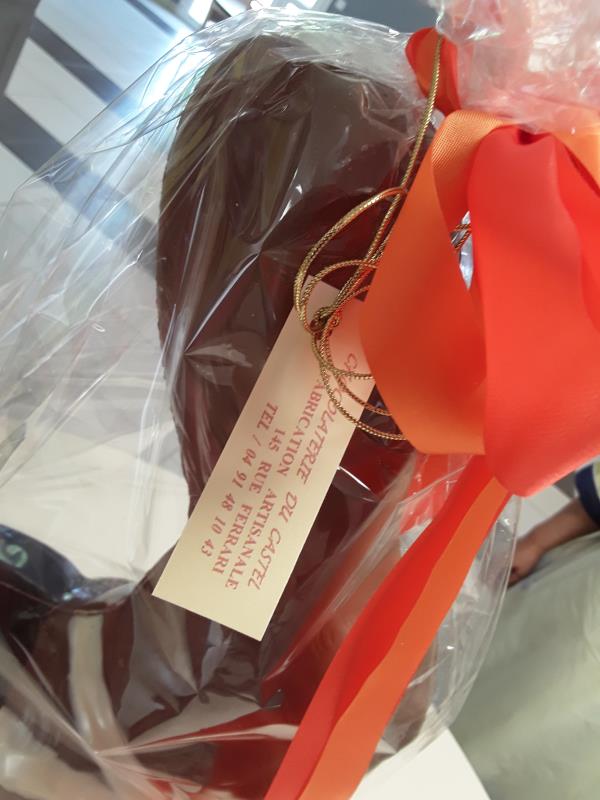 CHOCOLATERIE DU CASTEL
FABRICATION ARTISANALE
145 RUE FERRARI
TEL / 04 91 48 10 43